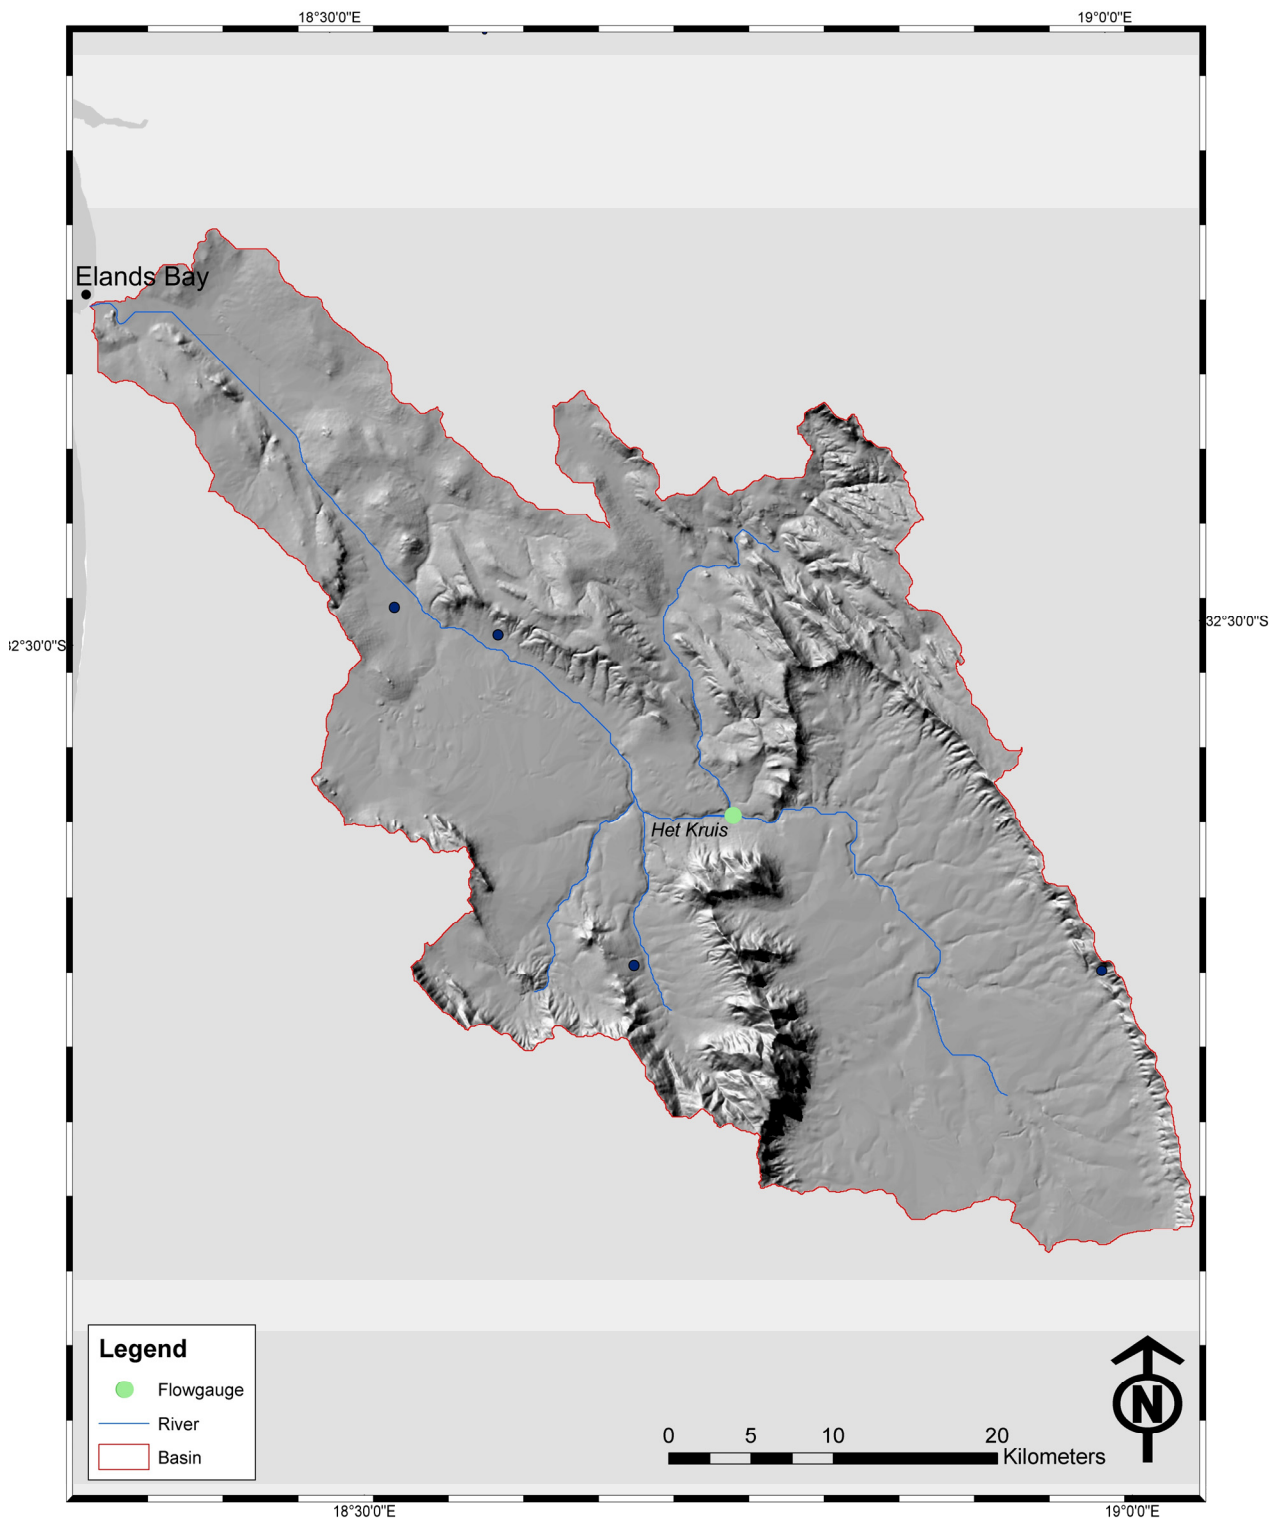 18°30'0"E 19°0'0"E
Elands Bay
32°30'0"S
32°30'0"S
Het Kruis
Legend
Flowgauge
River
Basin
0 5 10 20
Kilometers
N
18°30'0"E 19°0'0"E